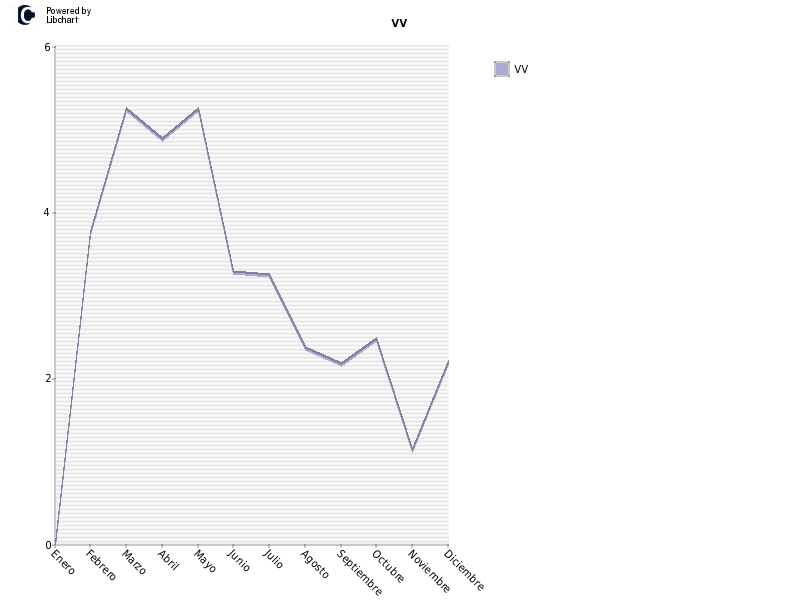 Powered by
Libchart
VV
VV
6
4
2
0
Enero
Febrero
Marzo
Abril
Mayo
Junio
Julio
Agosto
Septiembre
Octubre
Noviembre
Diciembre